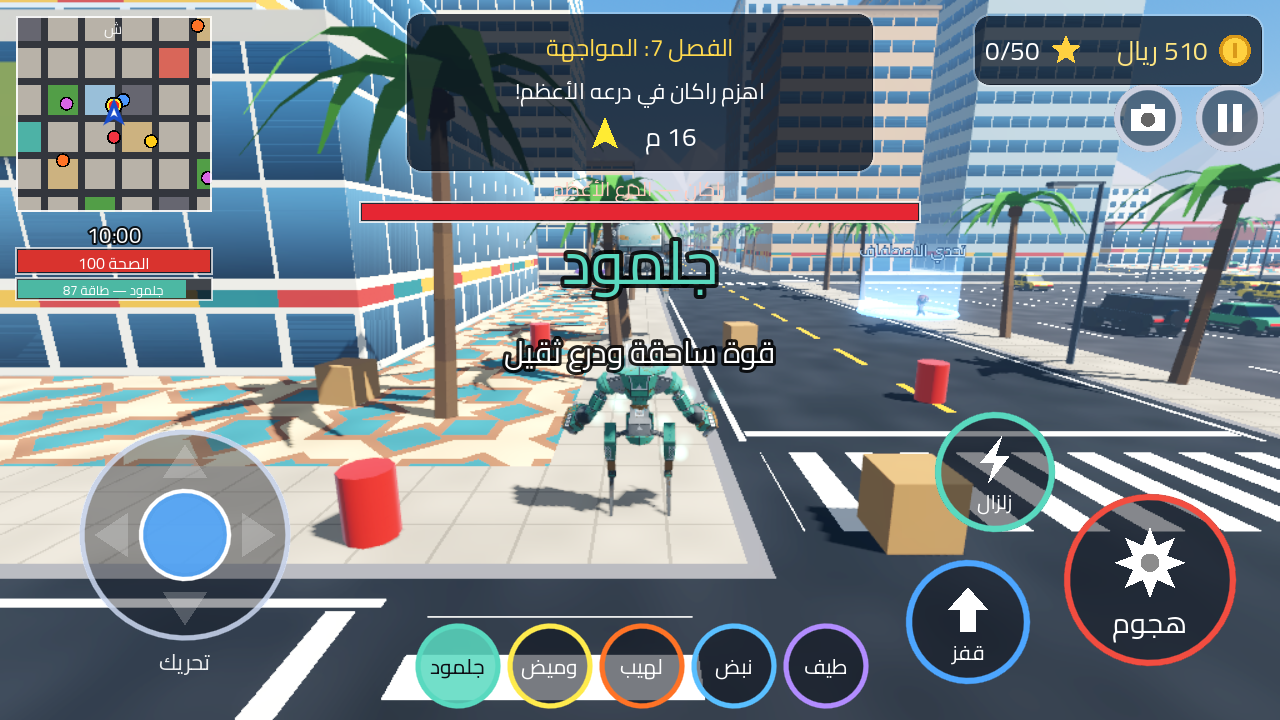 ش
الفصل 7: المواجهة
اهزم راكان في درعه الأعظم!
16 م
510 ريال
0/50
10:00
الصحة 100
جلمود — طاقة 87
جلمود
قوة ساحقة ودرع ثقيل
زلزال
هجوم
قفز
تحريك
جلمود
وميض
لهيب
نبض
طيف